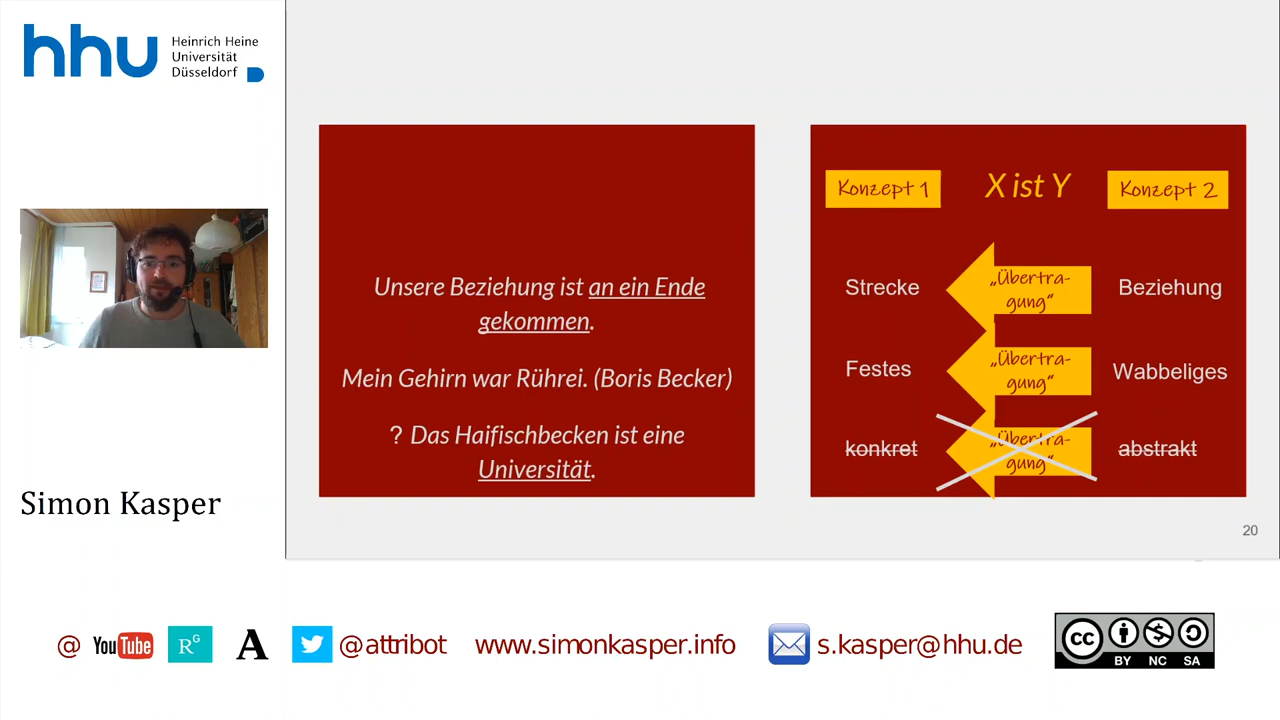 hhu
Heinrich Heine
Universität
Düsseldorf
Simon Kasper
Unsere Beziehung ist an ein Ende
gekommen.
Mein Gehirn war Rührei. (Boris Becker)
? Das Haifischbecken ist eine
Universität.
Konzept 1
X ist Y
Konzept 2
Strecke
„Übertra-
gung“
Beziehung
Festes
„Übertra-
gung“
Wabbeliges
konkret
„Übertra-
gung“
abstrakt
20
@ YouTube RG A @attribot www.simonkasper.info s.kasper@hhu.de
cc
BY NC SA